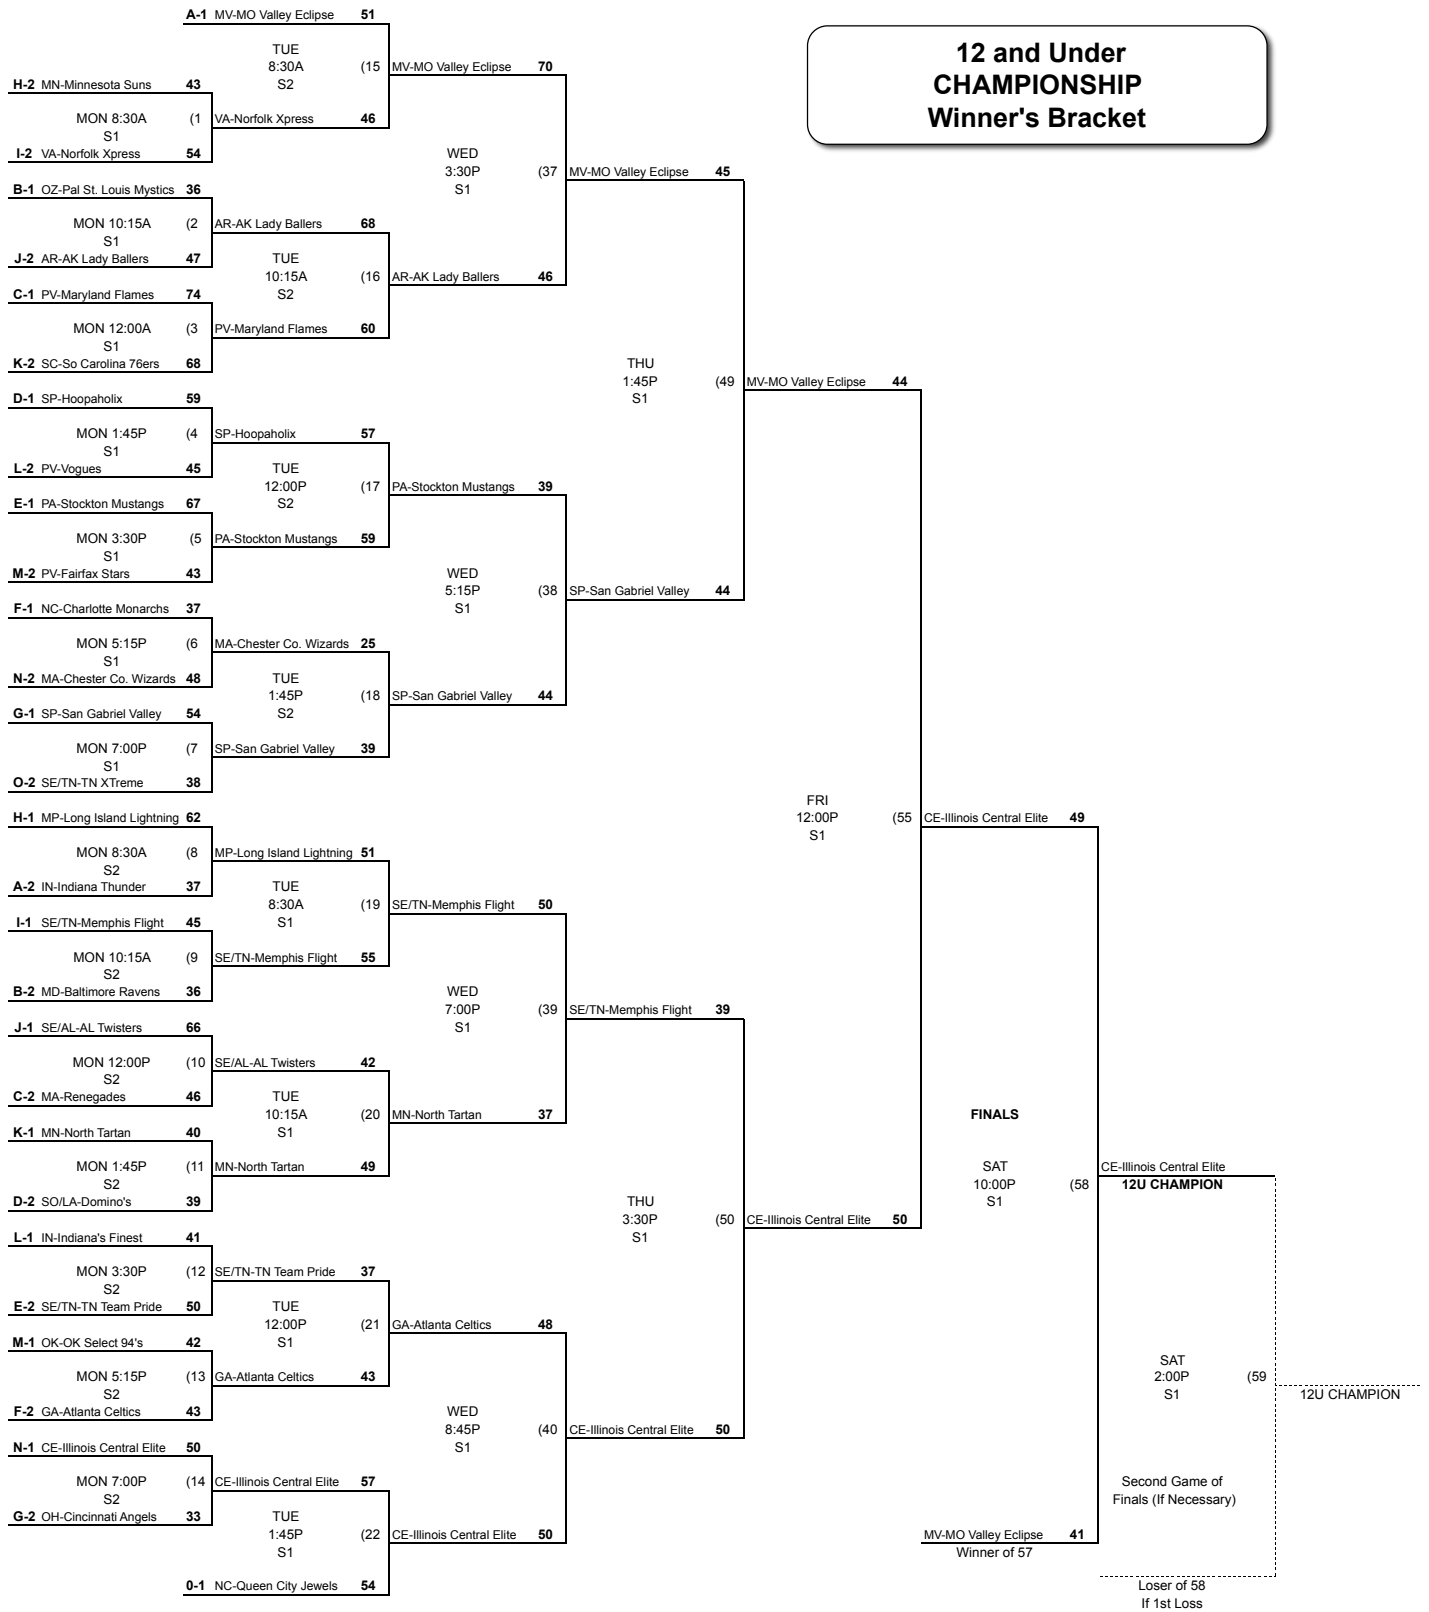 12 and Under
CHAMPIONSHIP
Winner's Bracket
A-1 MV-MO Valley Eclipse 51
TUE
8:30A (15 MV-MO Valley Eclipse 70
S2
H-2 MN-Minnesota Suns 43
MON 8:30A (1 VA-Norfolk Xpress 46
S1
I-2 VA-Norfolk Xpress 54
WED
3:30P (37 MV-MO Valley Eclipse 45
S1
B-1 OZ-Pal St. Louis Mystics 36
MON 10:15A (2 AR-AK Lady Ballers 68
S1
J-2 AR-AK Lady Ballers 47
TUE
10:15A (16 AR-AK Lady Ballers 46
S2
C-1 PV-Maryland Flames 74
MON 12:00A (3 PV-Maryland Flames 60
S1
K-2 SC-So Carolina 76ers 68
THU
1:45P (49 MV-MO Valley Eclipse 44
S1
D-1 SP-Hoopaholix 59
MON 1:45P (4 SP-Hoopaholix 57
S1
L-2 PV-Vogues 45
TUE
12:00P (17 PA-Stockton Mustangs 39
S2
E-1 PA-Stockton Mustangs 67
MON 3:30P (5 PA-Stockton Mustangs 59
S1
M-2 PV-Fairfax Stars 43
WED
5:15P (38 SP-San Gabriel Valley 44
S1
F-1 NC-Charlotte Monarchs 37
MON 5:15P (6 MA-Chester Co. Wizards 25
S1
N-2 MA-Chester Co. Wizards 48
TUE
1:45P (18 SP-San Gabriel Valley 44
S2
G-1 SP-San Gabriel Valley 54
MON 7:00P (7 SP-San Gabriel Valley 39
S1
O-2 SE/TN-TN XTreme 38
FRI
12:00P (55 CE-Illinois Central Elite 49
S1
H-1 MP-Long Island Lightning 62
MON 8:30A (8 MP-Long Island Lightning 51
S2
A-2 IN-Indiana Thunder 37
TUE
8:30A (19 SE/TN-Memphis Flight 50
S1
I-1 SE/TN-Memphis Flight 45
MON 10:15A (9 SE/TN-Memphis Flight 55
S2
B-2 MD-Baltimore Ravens 36
WED
7:00P (39 SE/TN-Memphis Flight 39
S1
J-1 SE/AL-AL Twisters 66
MON 12:00P (10 SE/AL-AL Twisters 42
S2
C-2 MA-Renegades 46
TUE
10:15A (20 MN-North Tartan 37
S1
K-1 MN-North Tartan 40
MON 1:45P (11 MN-North Tartan 49
S2
D-2 SO/LA-Domino's 39
FINALS
SAT
10:00P (58 CE-Illinois Central Elite
S1
12U CHAMPION
THU
3:30P (50 CE-Illinois Central Elite 50
S1
L-1 IN-Indiana's Finest 41
MON 3:30P (12 SE/TN-TN Team Pride 37
S2
E-2 SE/TN-TN Team Pride 50
TUE
12:00P (21 GA-Atlanta Celtics 48
S1
M-1 OK-OK Select 94's 42
MON 5:15P (13 GA-Atlanta Celtics 43
S2
F-2 GA-Atlanta Celtics 43
SAT
2:00P (59 12U CHAMPION
S1
WED
8:45P (40 CE-Illinois Central Elite 50
S1
N-1 CE-Illinois Central Elite 50
MON 7:00P (14 CE-Illinois Central Elite 57
S2
G-2 OH-Cincinnati Angels 33
TUE
1:45P (22 CE-Illinois Central Elite 50
S1
0-1 NC-Queen City Jewels 54
Second Game of
Finals (If Necessary)
MV-MO Valley Eclipse 41
Winner of 57
Loser of 58
If 1st Loss